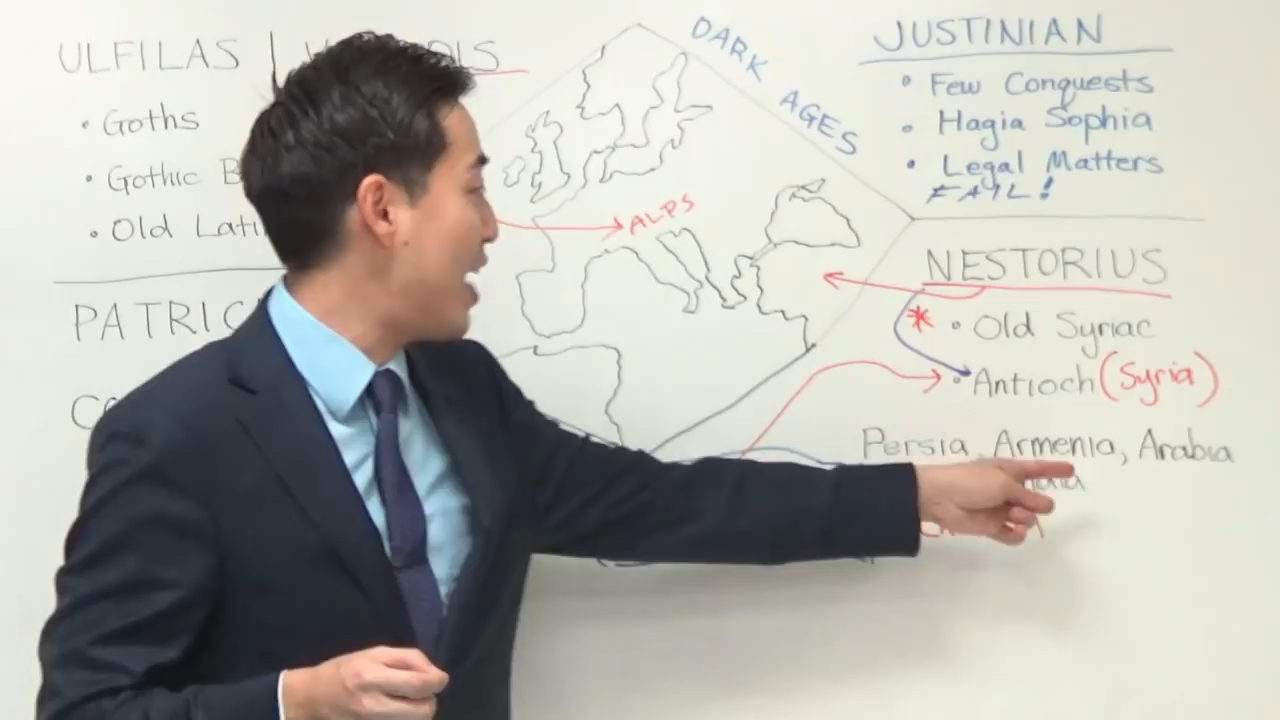 ULFILAS
• Goths
• Gothic
• Old
PATRIC
DARK AGES
ALPS
JUSTINIAN
• Few Conquests
• Hagia Sophia
• Legal Matters
FAIL!
NESTORIUS
* • Old Syriac
• Antioch (Syria)
Persia, Armenia, Arabia